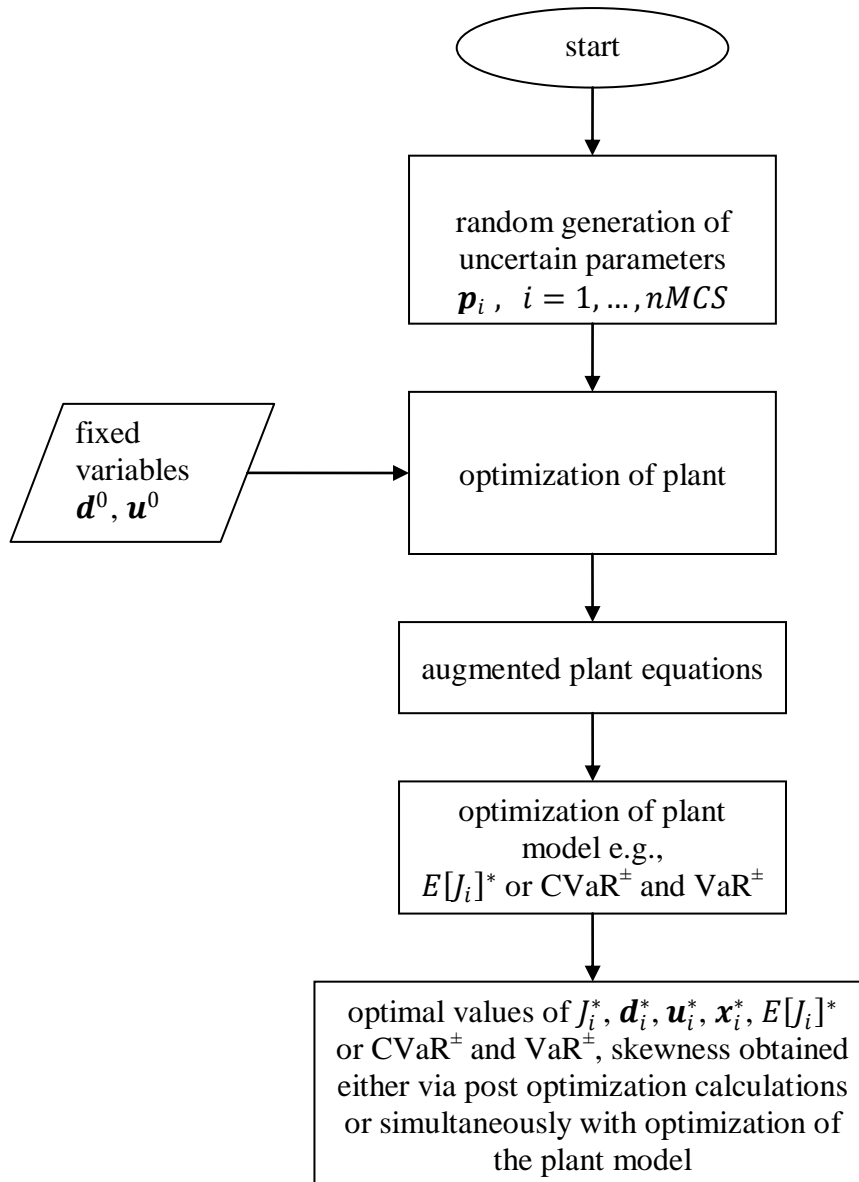 start
random generation of
uncertain parameters
𝒑ᵢ , i = 1, … , nMCS
fixed
variables
𝒅⁰, 𝒖⁰
optimization of plant
augmented plant equations
optimization of plant
model e.g.,
E[Jᵢ]* or CVaR± and VaR±
optimal values of Jᵢ*, 𝒅ᵢ*, 𝒖ᵢ*, 𝒙ᵢ*, E[Jᵢ]*
or CVaR± and VaR±, skewness obtained
either via post optimization calculations
or simultaneously with optimization of
the plant model